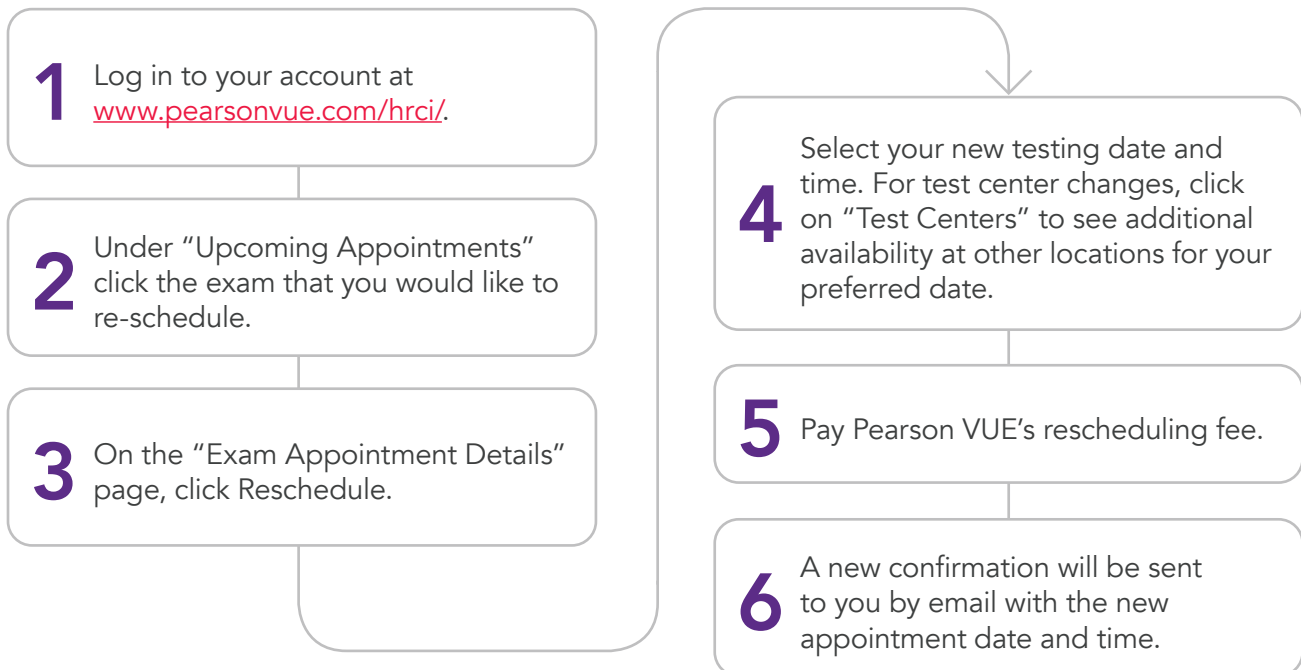 1
Log in to your account at
www.pearsonvue.com/hrci/.
2
Under “Upcoming Appointments”
click the exam that you would like to
re-schedule.
3
On the “Exam Appointment Details”
page, click Reschedule.
4
Select your new testing date and
time. For test center changes, click
on “Test Centers” to see additional
availability at other locations for your
preferred date.
5
Pay Pearson VUE’s rescheduling fee.
6
A new confirmation will be sent
to you by email with the new
appointment date and time.